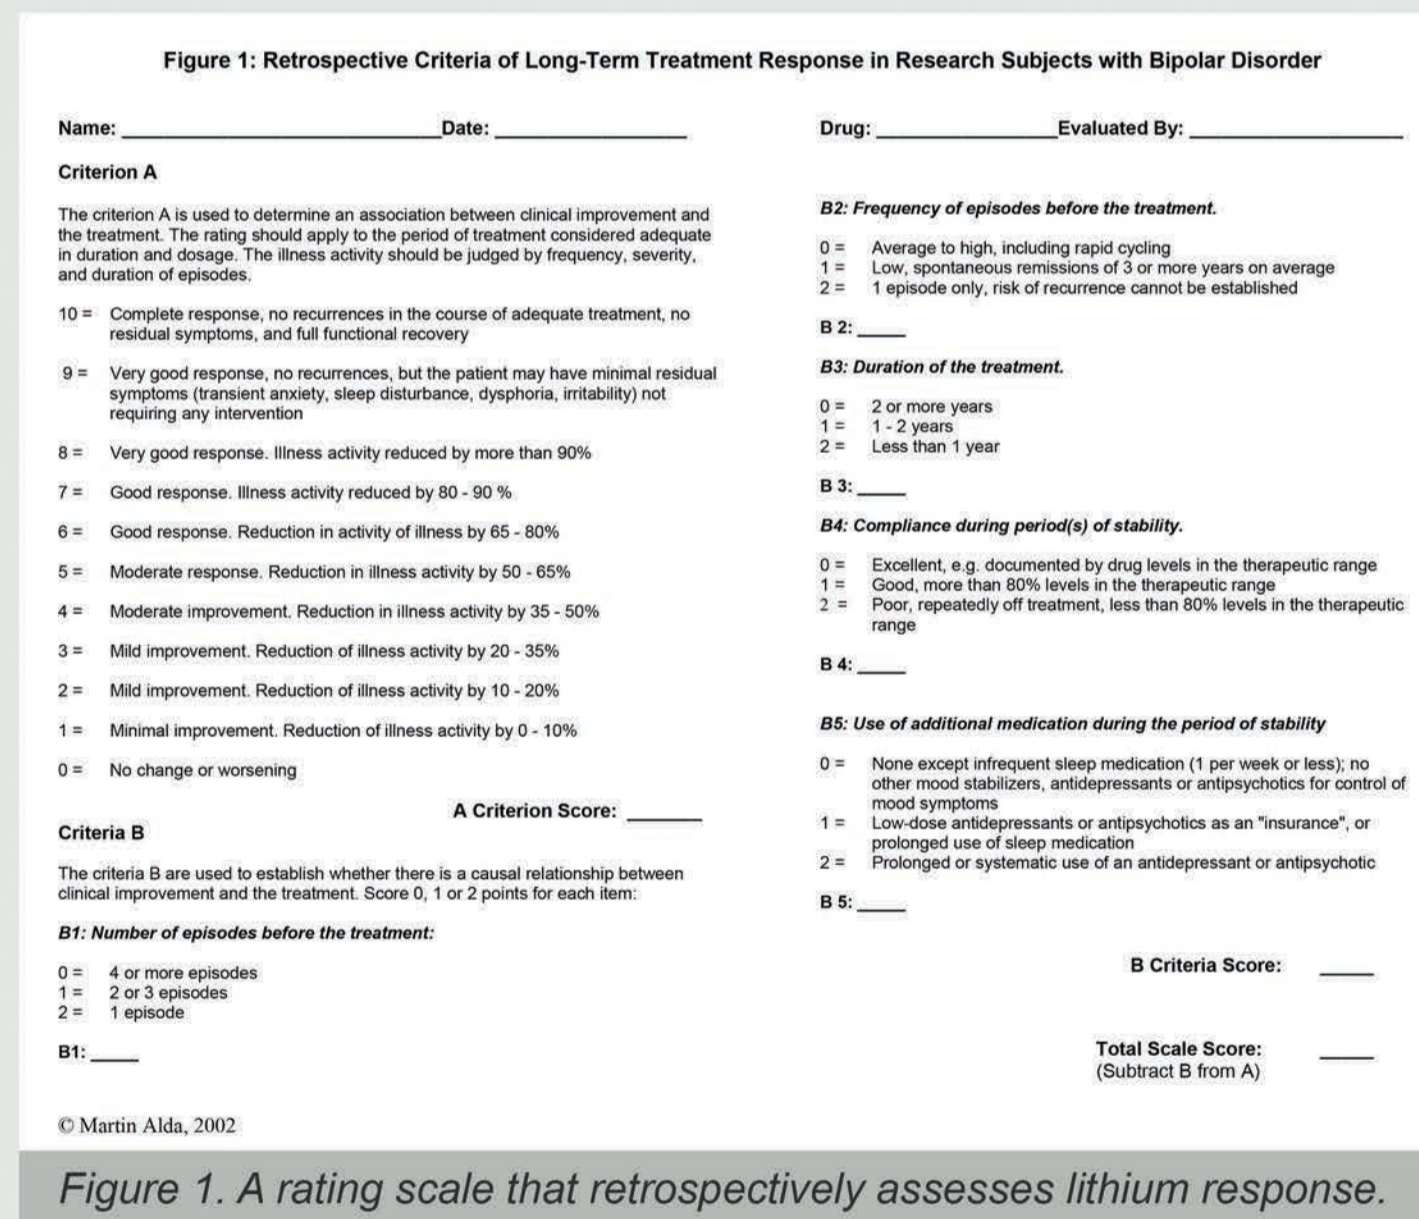 Figure 1: Retrospective Criteria of Long-Term Treatment Response in Research Subjects with Bipolar Disorder
Name: ______ Date: ______
Criterion A
The criterion A is used to determine an association between clinical improvement and
the treatment. The rating should apply to the period of treatment considered adequate
in duration and dosage. The illness activity should be judged by frequency, severity,
and duration of episodes.
10 = Complete response, no recurrences in the course of adequate treatment, no
residual symptoms, and full functional recovery
9 = Very good response, no recurrences, but the patient may have minimal residual
symptoms (transient anxiety, sleep disturbance, dysphoria, irritability) not
requiring any intervention
8 = Very good response. Illness activity reduced by more than 90%
7 = Good response. Illness activity reduced by 80 - 90 %
6 = Good response. Reduction in activity of illness by 65 - 80%
5 = Moderate response. Reduction in illness activity by 50 - 65%
4 = Moderate improvement. Reduction in illness activity by 35 - 50%
3 = Mild improvement. Reduction of illness activity by 20 - 35%
2 = Mild improvement. Reduction of illness activity by 10 - 20%
1 = Minimal improvement. Reduction of illness activity by 0 - 10%
0 = No change or worsening
A Criterion Score: ______
Criteria B
The criteria B are used to establish whether there is a causal relationship between
clinical improvement and the treatment. Score 0, 1 or 2 points for each item:
B1: Number of episodes before the treatment:
0 = 4 or more episodes
1 = 2 or 3 episodes
2 = 1 episode
B1: ____
© Martin Alda, 2002
Drug: ______ Evaluated By: ______
B2: Frequency of episodes before the treatment.
0 = Average to high, including rapid cycling
1 = Low, spontaneous remissions of 3 or more years on average
2 = 1 episode only, risk of recurrence cannot be established
B 2: ____
B3: Duration of the treatment.
0 = 2 or more years
1 = 1 - 2 years
2 = Less than 1 year
B 3: ____
B4: Compliance during period(s) of stability.
0 = Excellent, e.g. documented by drug levels in the therapeutic range
1 = Good, more than 80% levels in the therapeutic range
2 = Poor, repeatedly off treatment, less than 80% levels in the therapeutic
range
B 4: ____
B5: Use of additional medication during the period of stability
0 = None except infrequent sleep medication (1 per week or less); no
other mood stabilizers, antidepressants or antipsychotics for control of
mood symptoms
1 = Low-dose antidepressants or antipsychotics as an "insurance", or
prolonged use of sleep medication
2 = Prolonged or systematic use of an antidepressant or antipsychotic
B 5: ____
B Criteria Score: ____
Total Scale Score: ____
(Subtract B from A)
Figure 1. A rating scale that retrospectively assesses lithium response.